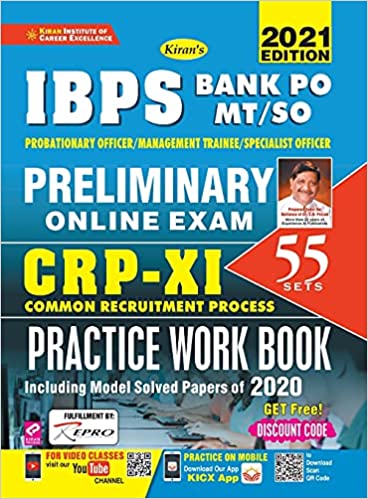 KIRAN INSTITUTE OF
CAREER EXCELLENCE
Kiran's
2021
EDITION
IBPS
BANK PO
MT/SO
PROBATIONARY OFFICER/MANAGEMENT TRAINEE/SPECIALIST OFFICER
PRELIMINARY
ONLINE EXAM
CRP-XI
55
SETS
COMMON RECRUITMENT PROCESS
PRACTICE WORK BOOK
Including Model Solved Papers of 2020
FULFILLMENT BY:
REPRO
GET Free!
DISCOUNT CODE
KIRAN
FOR VIDEO CLASSES
visit our YouTube
CHANNEL
PRACTICE ON MOBILE
Download Our App
KICX App
to
Download
Scan
QR Code